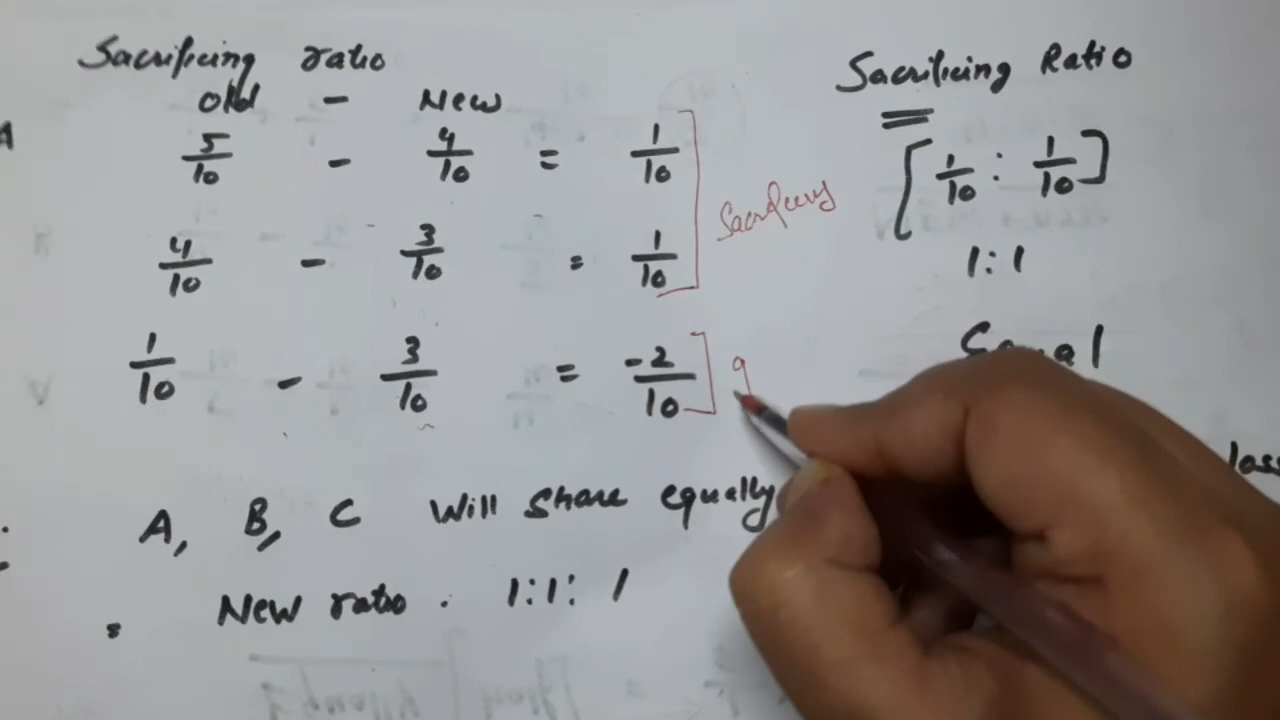 Sacrificing ratio
Old - New
A
5/10 - 4/10 = 1/10
4/10 - 3/10 = 1/10
Sacrificing
1/10 - 3/10 = -2/10
g
Sacrificing Ratio
[1/10 : 1/10]
1:1
Equal
A, B, C Will Share equally
= New ratio . 1:1: 1